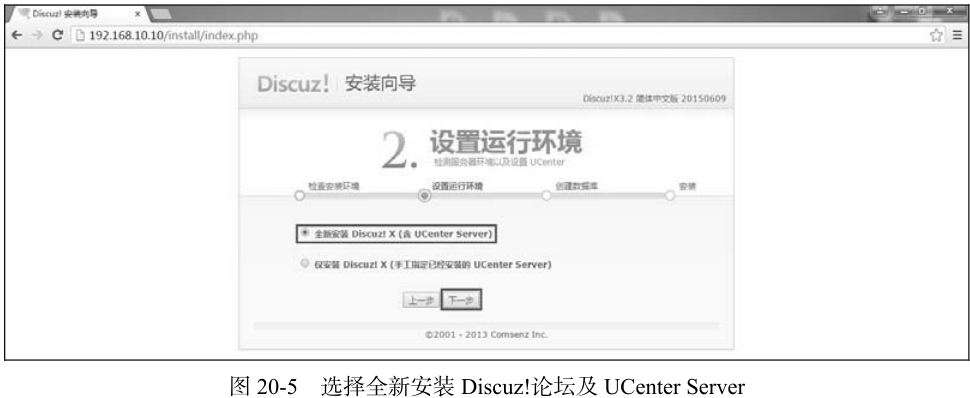 Discuz! 安装向导
192.168.10.10/install/index.php
Discuz! 安装向导
Discuz!X3.2 简体中文版 20150609
2. 设置运行环境
检测服务器环境以及设置 UCenter
检查安装环境 设置运行环境 创建数据库 安装
全新安装 Discuz! X (含 UCenter Server)
仅安装 Discuz! X (手工指定已经安装的 UCenter Server)
上一步 下一步
©2001 - 2013 Comsenz Inc.
图 20-5 选择全新安装 Discuz!论坛及 UCenter Server